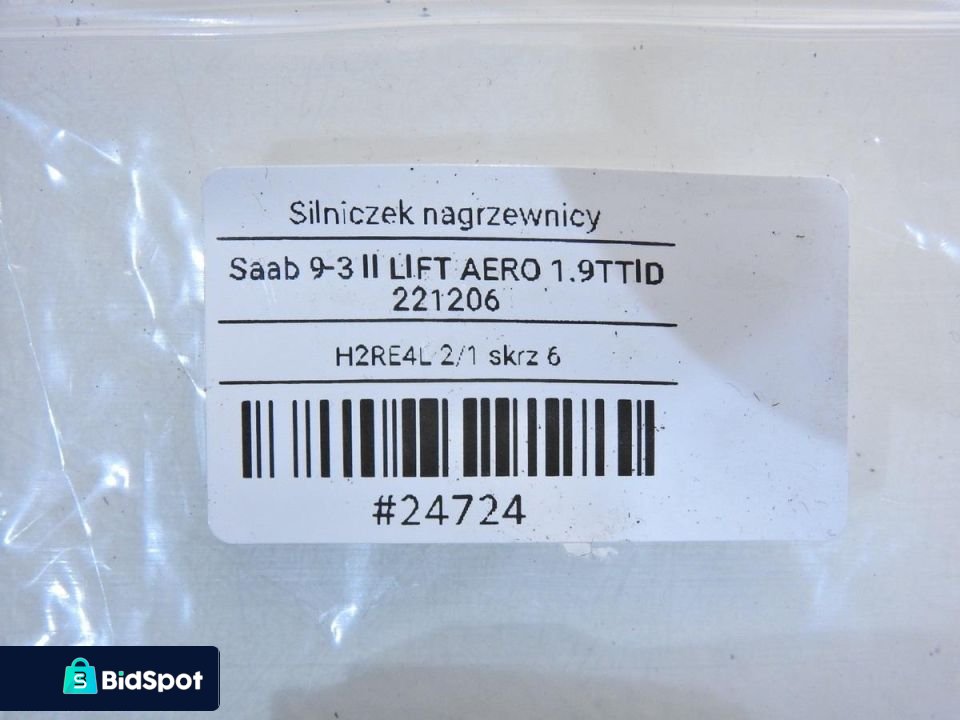 Silniczek nagrzewnicy
Saab 9-3 II LIFT AERO 1.9TTID
221206
H2RE4L 2/1 skrz 6
#24724
BidSpot